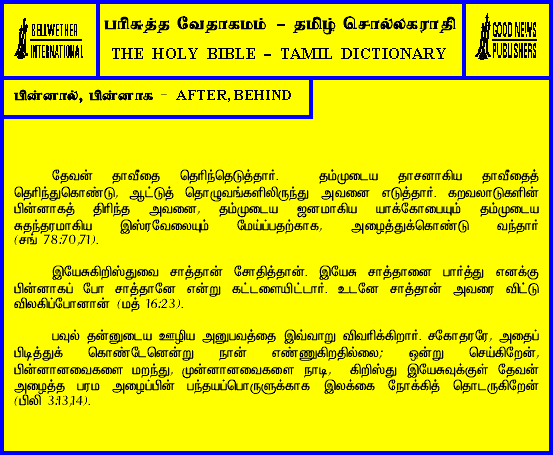 BELLWETHER
INTERNATIONAL
பரிசுத்த வேதாகமம் – தமிழ் சொல்லகராதி
THE HOLY BIBLE – TAMIL DICTIONARY
GOOD NEWS
PUBLISHERS
பின்னால், பின்னாக - AFTER, BEHIND
தேவன் தாவீதை தெரிந்தெடுத்தார். தம்முடைய தாசனாகிய தாவீதைத்
தெரிந்துகொண்டு, ஆட்டுத் தொழுவங்களிலிருந்து அவனை எடுத்தார். கறவலாடுகளின்
பின்னாகத் திரிந்த அவனை, தம்முடைய ஜனமாகிய யாக்கோபையும் தம்முடைய
சுதந்தரமாகிய இஸ்ரவேலையும் மேய்ப்பதற்காக, அழைத்துக்கொண்டு வந்தார்
(சங் 78:70,71).
இயேசுகிறிஸ்துவை சாத்தான் சோதித்தான். இயேசு சாத்தானை பார்த்து எனக்கு
பின்னாகப் போ சாத்தானே என்று கட்டளையிட்டார். உடனே சாத்தான் அவரை விட்டு
விலகிப்போனான் (மத் 16:23).
பவுல் தன்னுடைய ஊழிய அனுபவத்தை இவ்வாறு விவரிக்கிறார். சகோதரரே, அதைப்
பிடித்துக் கொண்டேனென்று நான் எண்ணுகிறதில்லை; ஒன்று செய்கிறேன்,
பின்னானவைகளை மறந்து, முன்னானவைகளை நாடி, கிறிஸ்து இயேசுவுக்குள் தேவன்
அழைத்த பரம அழைப்பின் பந்தயப்பொருளுக்காக இலக்கை நோக்கித் தொடருகிறேன்
(பிலி 3:13,14).